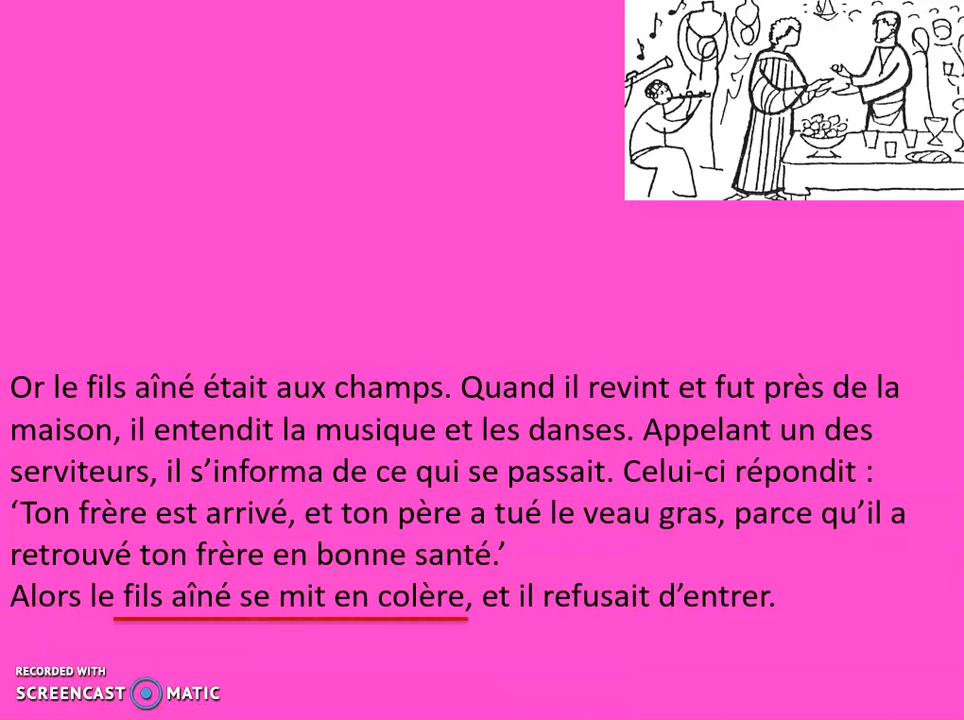 Or le fils aîné était aux champs. Quand il revint et fut près de la
maison, il entendit la musique et les danses. Appelant un des
serviteurs, il s’informa de ce qui se passait. Celui-ci répondit :
‘Ton frère est arrivé, et ton père a tué le veau gras, parce qu’il a
retrouvé ton frère en bonne santé.’
Alors le fils aîné se mit en colère, et il refusait d’entrer.
RECORDED WITH
SCREENCAST MATIC